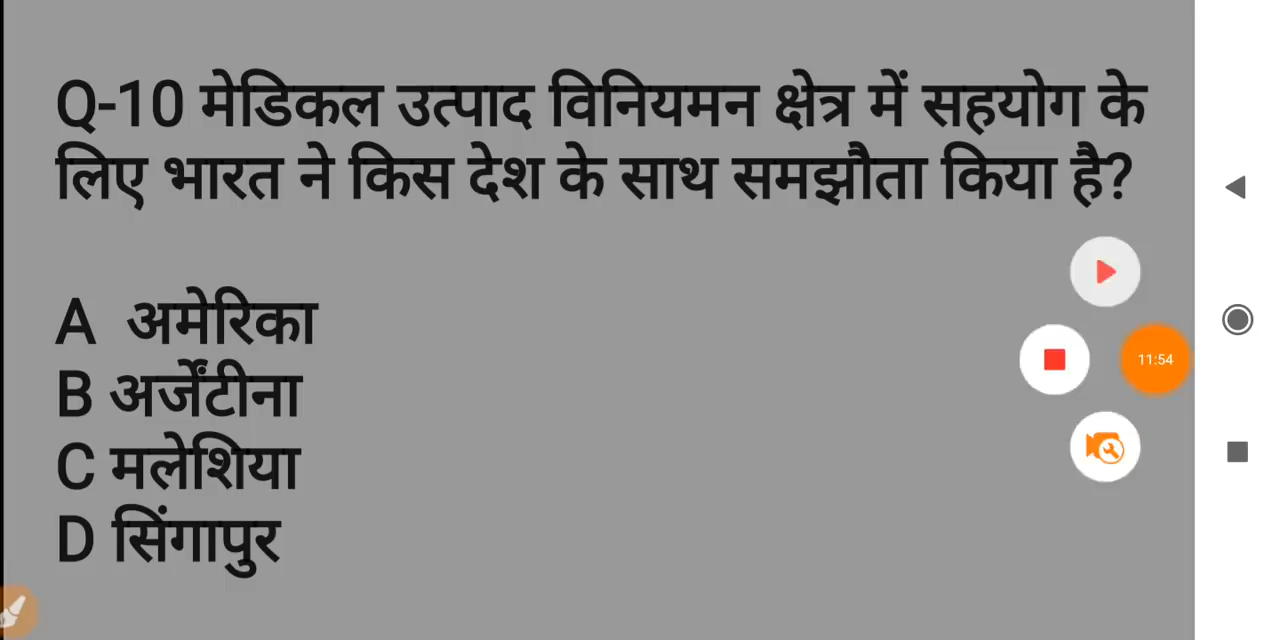 Q-10 मेडिकल उत्पाद विनियमन क्षेत्र में सहयोग के
लिए भारत ने किस देश के साथ समझौता किया है?
A अमेरिका
B अर्जेंटीना
C मलेशिया
D सिंगापुर
11:54